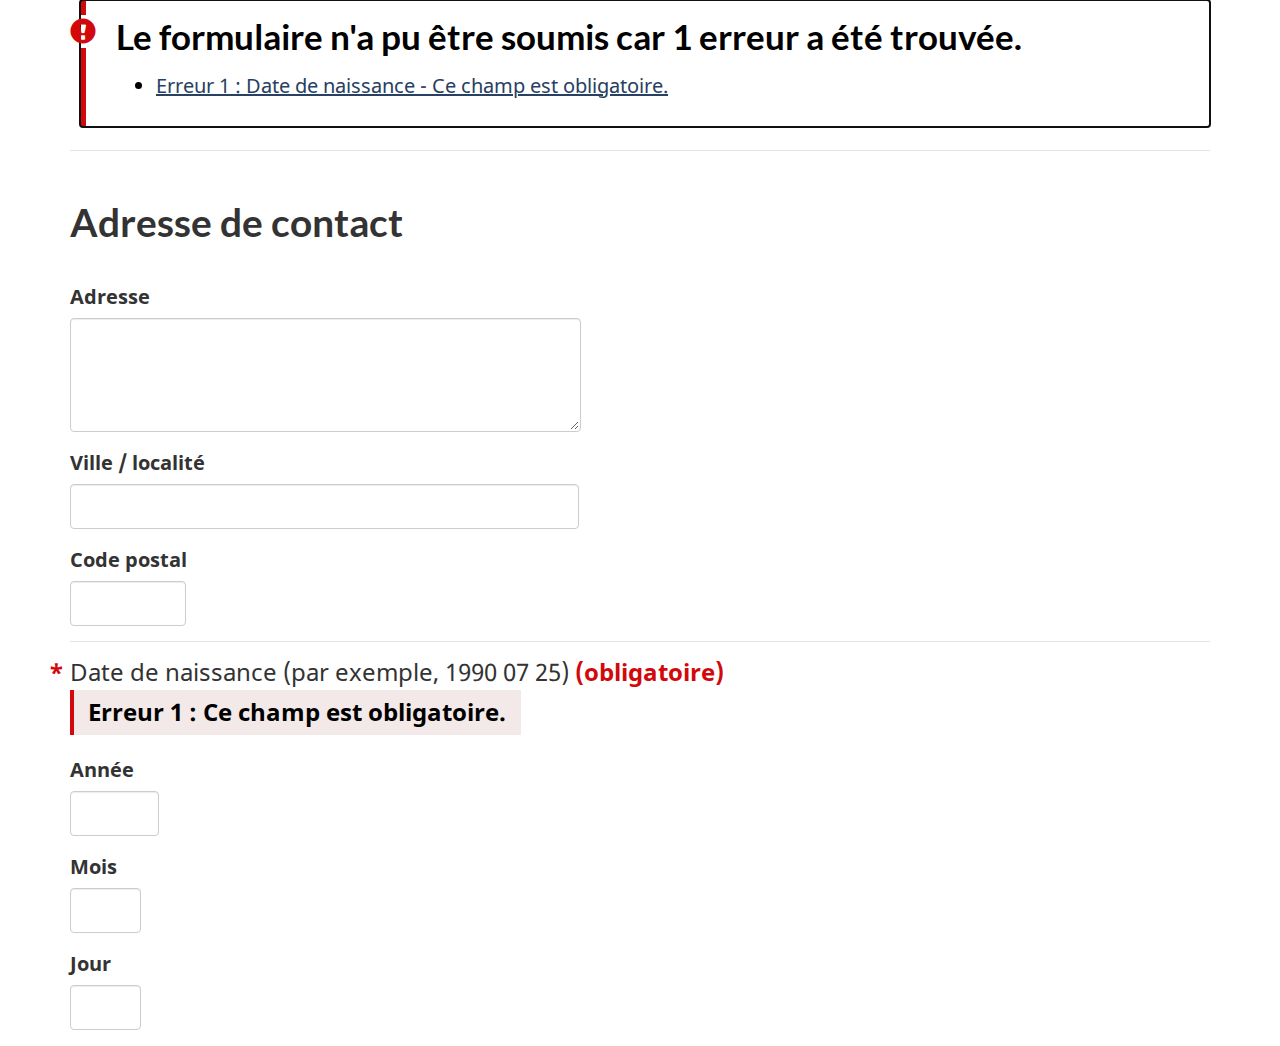 Le formulaire n'a pu être soumis car 1 erreur a été trouvée.
Erreur 1 : Date de naissance - Ce champ est obligatoire.
Adresse de contact
Adresse
Ville / localité
Code postal
* Date de naissance (par exemple, 1990 07 25) (obligatoire)
Erreur 1 : Ce champ est obligatoire.
Année
Mois
Jour